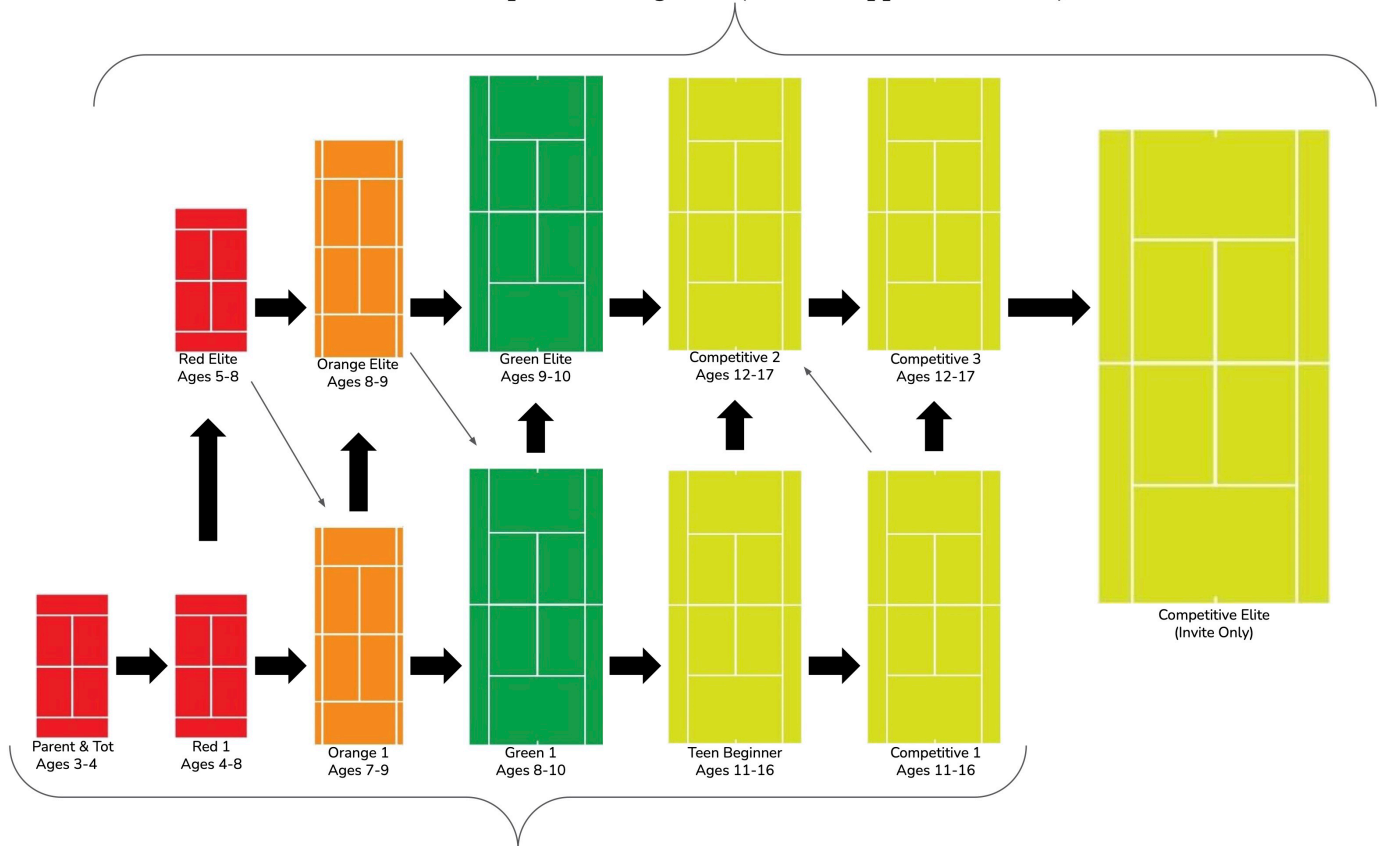 Red Elite
Ages 5-8
Orange Elite
Ages 8-9
Green Elite
Ages 9-10
Competitive 2
Ages 12-17
Competitive 3
Ages 12-17
Competitive Elite
(Invite Only)
Parent & Tot
Ages 3-4
Red 1
Ages 4-8
Orange 1
Ages 7-9
Green 1
Ages 8-10
Teen Beginner
Ages 11-16
Competitive 1
Ages 11-16